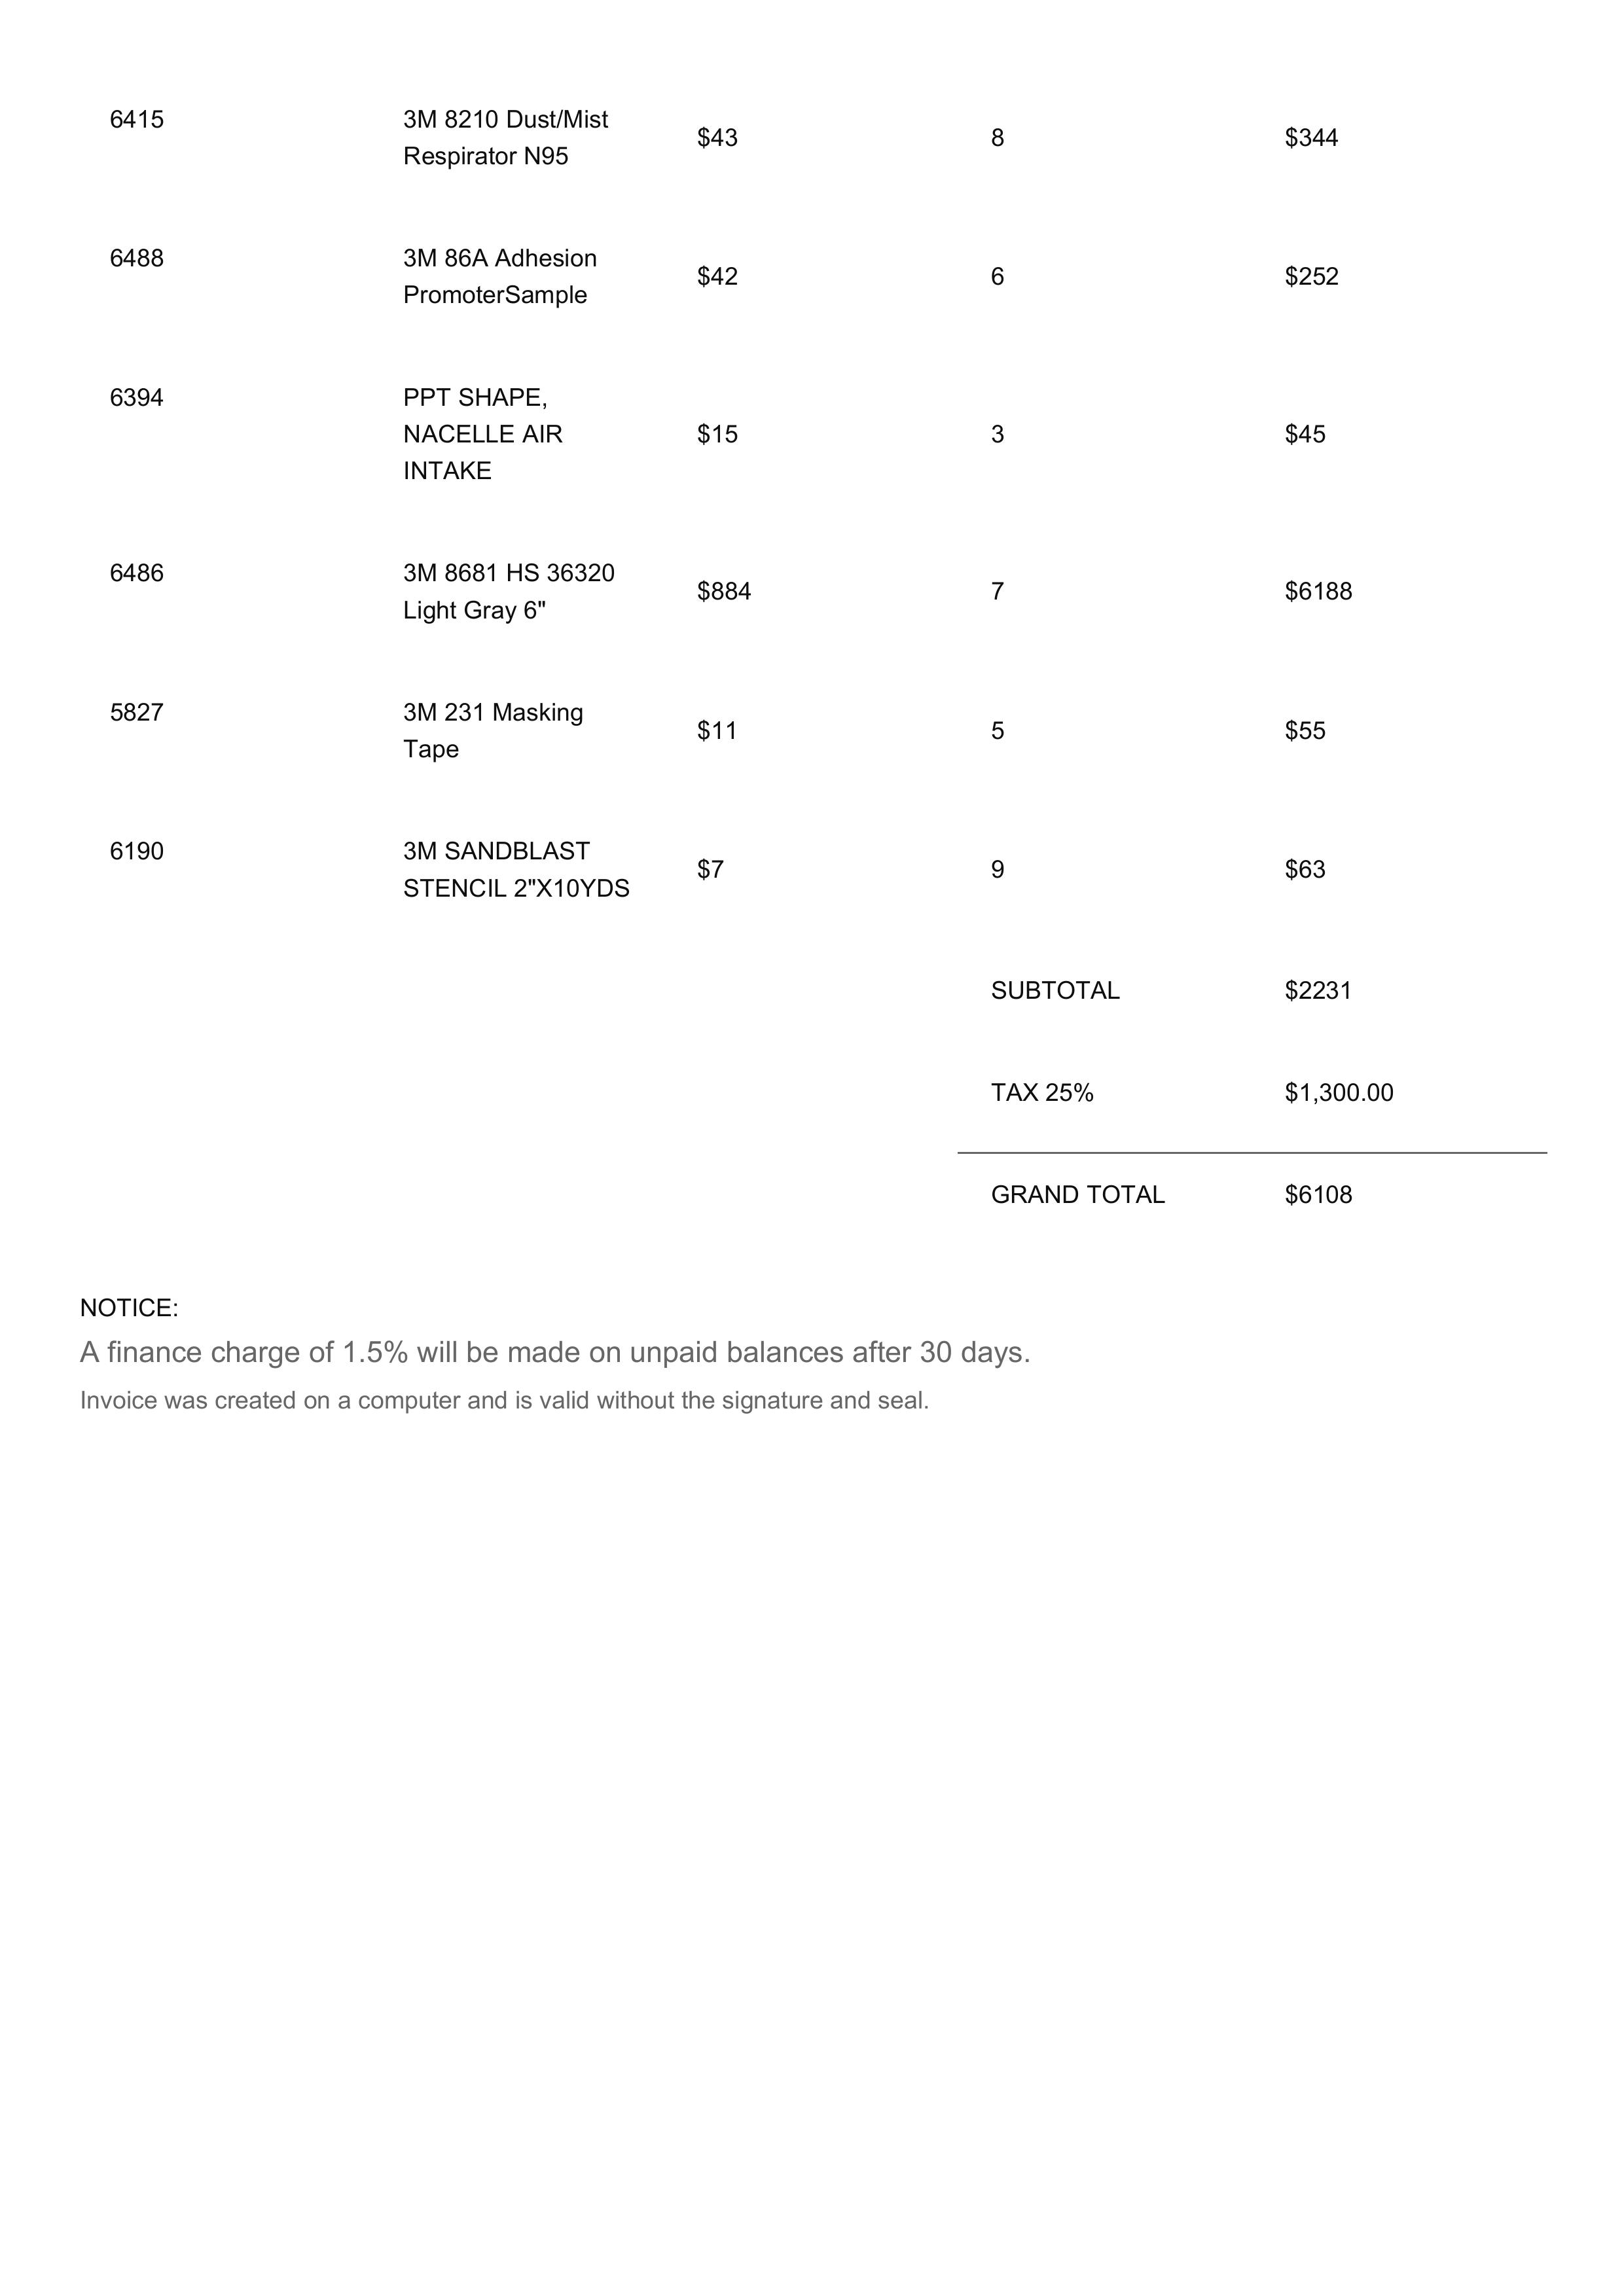 6415 3M 8210 Dust/Mist $43 8 $344
Respirator N95
6488 3M 86A Adhesion $42 6 $252
PromoterSample
6394 PPT SHAPE,
NACELLE AIR $15 3 $45
INTAKE
6486 3M 8681 HS 36320 $884 7 $6188
Light Gray 6"
5827 3M 231 Masking $11 5 $55
Tape
6190 3M SANDBLAST $7 9 $63
STENCIL 2"X10YDS
SUBTOTAL $2231
TAX 25% $1,300.00
GRAND TOTAL $6108
NOTICE:
A finance charge of 1.5% will be made on unpaid balances after 30 days.
Invoice was created on a computer and is valid without the signature and seal.